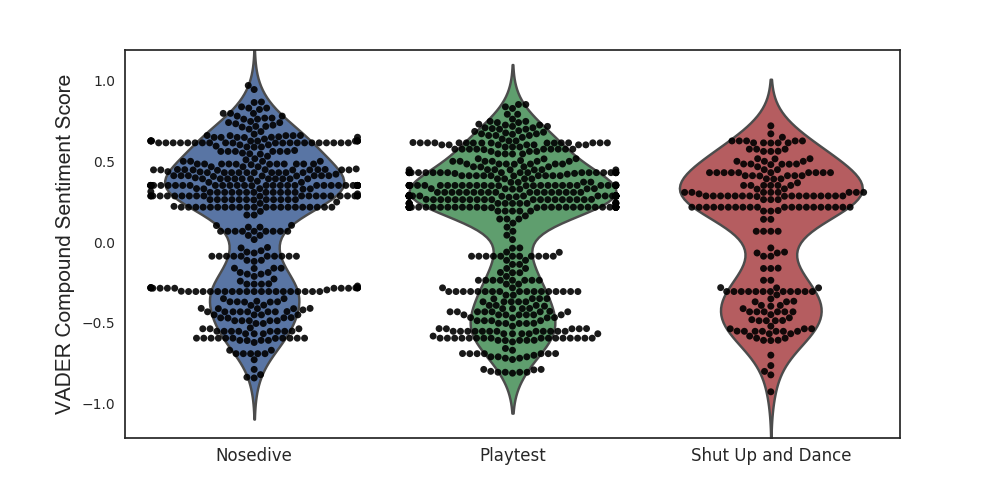 VADER Compound Sentiment Score
1.0
0.5
0.0
−0.5
−1.0
Nosedive
Playtest
Shut Up and Dance